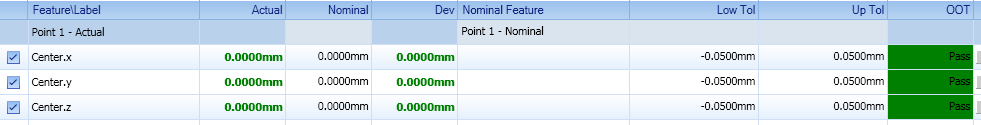 Feature\Label Actual Nominal Dev Nominal Feature Low Tol Up Tol OOT
Point 1 - Actual Point 1 - Nominal
Center.x 0.0000mm 0.0000mm 0.0000mm -0.0500mm 0.0500mm Pass
Center.y 0.0000mm 0.0000mm 0.0000mm -0.0500mm 0.0500mm Pass
Center.z 0.0000mm 0.0000mm 0.0000mm -0.0500mm 0.0500mm Pass